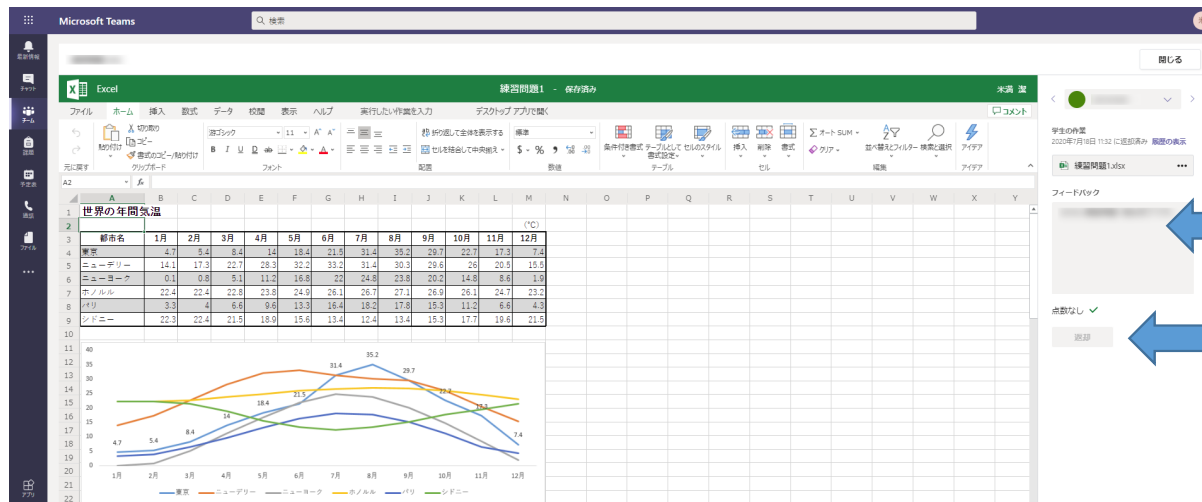 Microsoft Teams
検索
最新情報
チャット
チーム
課題
予定表
通話
ファイル
アプリ
閉じる
Excel
練習問題1 - 保存済み
未満 潔
ファイル ホーム 挿入 数式 データ 校閲 表示 ヘルプ 実行したい作業を入力 デスクトップ アプリで開く
コメント
元に戻す
貼り付け
切り取り
コピー
書式のコピー/貼り付け
クリップボード
游ゴシック 11 A^ A˅
B I U D ab A
フォント
折り返して全体を表示する
セルを結合して中央揃え
配置
標準
$ % 9
数値
条件付き書式 テーブルとして書式設定 セルのスタイル
テーブル
挿入 削除 書式
セル
オート SUM
クリア
並べ替えとフィルター 検索と選択
編集
アイデア
アイデア
A2 fx
A B C D E F G H I J K L M N O P Q R S T U V W X Y
1 世界の年間気温
2 (℃)
3 都市名 1月 2月 3月 4月 5月 6月 7月 8月 9月 10月 11月 12月
4 東京 4.7 5.4 8.4 14 18.4 21.5 31.4 35.2 29.7 22.7 17.3 7.4
5 ニューデリー 14.1 17.3 22.7 28.3 32.2 33.2 31.4 30.3 29.6 26 20.5 15.5
6 ニューヨーク 0.1 0.8 5.1 11.2 16.8 22 24.8 23.8 20.2 14.8 8.6 1.9
7 ホノルル 22.4 22.4 22.8 23.8 24.9 26.1 26.7 27.1 26.9 26.1 24.7 23.2
8 パリ 3.3 4 6.6 9.6 13.3 16.4 18.2 17.8 15.3 11.2 6.6 4.3
9 シドニー 22.3 22.4 21.5 18.9 15.6 13.4 12.4 13.4 15.3 17.7 19.6 21.5
10
11
12
13
14
15
16
17
18
19
20
21
22
40
35
30
25
20
15
10
5
0
4.7 5.4 8.4 14 18.4 21.5 31.4 35.2 29.7 22.7 17.3 7.4
1月 2月 3月 4月 5月 6月 7月 8月 9月 10月 11月 12月
東京 ニューデリー ニューヨーク ホノルル パリ シドニー
学生の作業
2020年7月18日 11:32 に返却済み 履歴の表示
練習問題1.xlsx
フィードバック
点数なし
返却